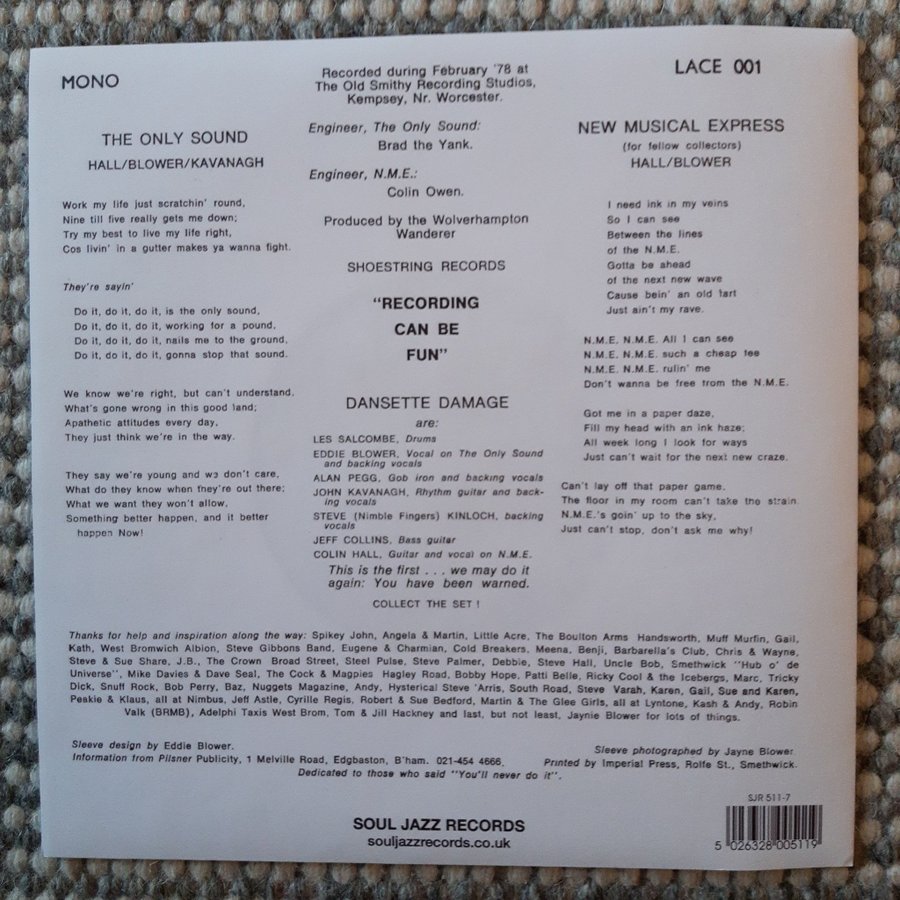 MONO
THE ONLY SOUND
HALL/BLOWER/KAVANAGH
Work my life just scratchin' round,
Nine till five really gets me down;
Try my best to live my life right,
Cos livin' in a gutter makes ya wanna fight.
They're sayin'
Do it, do it, do it, is the only sound,
Do it, do it, do it, working for a pound,
Do it, do it, do it, nails me to the ground,
Do it, do it, do it, gonna stop that sound.
We know we're right, but can't understand.
What's gone wrong in this good land;
Apathetic attitudes every day,
They just think we're in the way.
They say we're young and we don't care,
What do they know when they're out there;
What we want they won't allow,
Something better happen, and it better
happen Now!
Recorded during February '78 at
The Old Smithy Recording Studios,
Kempsey, Nr. Worcester.
Engineer, The Only Sound:
Brad the Yank.
Engineer, N.M.E.:
Colin Owen.
Produced by the Wolverhampton
Wanderer
SHOESTRING RECORDS
"RECORDING
CAN BE
FUN"
DANSETTE DAMAGE
are:
LES SALCOMBE, Drums
EDDIE BLOWER, Vocal on The Only Sound
and backing vocals
ALAN PEGG, Gob iron and backing vocals
JOHN KAVANAGH, Rhythm guitar and back-
ing vocals
STEVE (Nimble Fingers) KINLOCH, backing
vocals
JEFF COLLINS, Bass guitar
COLIN HALL, Guitar and vocal on N.M.E.
This is the first . . . we may do it
again: You have been warned.
COLLECT THE SET !
LACE 001
NEW MUSICAL EXPRESS
(for fellow collectors)
HALL/BLOWER
I need ink in my veins
So I can see
Between the lines
of the N.M.E.
Gotta be ahead
of the next new wave
Cause bein' an old fart
Just ain't my rave.
N.M.E. N.M.E. All I can see
N.M.E. N.M.E. such a cheap fee
N.M.E. N.M.E. rulin' me
Don't wanna be free from the N.M.E.
Got me in a paper daze,
Fill my head with an ink haze;
All week long I look for ways
Just can't wait for the next new craze.
Can't lay off that paper game.
The floor in my room can't take the strain
N.M.E.'s goin' up to the sky,
Just can't stop, don't ask me why!
Thanks for help and inspiration along the way: Spikey John, Angela & Martin, Little Acre, The Boulton Arms Handsworth, Muff Murfin, Gail,
Kath, West Bromwich Albion, Steve Gibbons Band, Eugene & Charmian, Cold Breakers, Meena, Benji, Barbarella's Club, Chris & Wayne,
Steve & Sue Share, J.B., The Crown Broad Street, Steel Pulse, Steve Palmer, Debbie, Steve Hall, Uncle Bob, Smethwick "Hub o' de
Universe", Mike Davies & Dave Seal, The Cock & Magpies Hagley Road, Bobby Hope, Patti Belle, Ricky Cool & the Icebergs, Marc, Tricky
Dick, Snuff Rock, Bob Perry, Baz, Nuggets Magazine, Andy, Hysterical Steve 'Arris, South Road, Steve Varah, Karen, Gail, Sue and Karen,
Peakie & Klaus, all at Nimbus, Jeff Astle, Cyrille Regis, Robert & Sue Bedford, Martin & The Glee Girls, all at Lyntone, Kash & Andy, Robin
Valk (BRMB), Adelphi Taxis West Brom, Tom & Jill Hackney and last, but not least, Jaynie Blower for lots of things.
Sleeve design by Eddie Blower.
Sleeve photographed by Jayne Blower
Information from Pilsner Publicity, 1 Melville Road, Edgbaston, B'ham. 021-454 4666.
Printed by Imperial Press, Rolfe St., Smethwick.
Dedicated to those who said "You'll never do it".
SJR 511-7
SOUL JAZZ RECORDS
souljazzrecords.co.uk
5 026328 005119